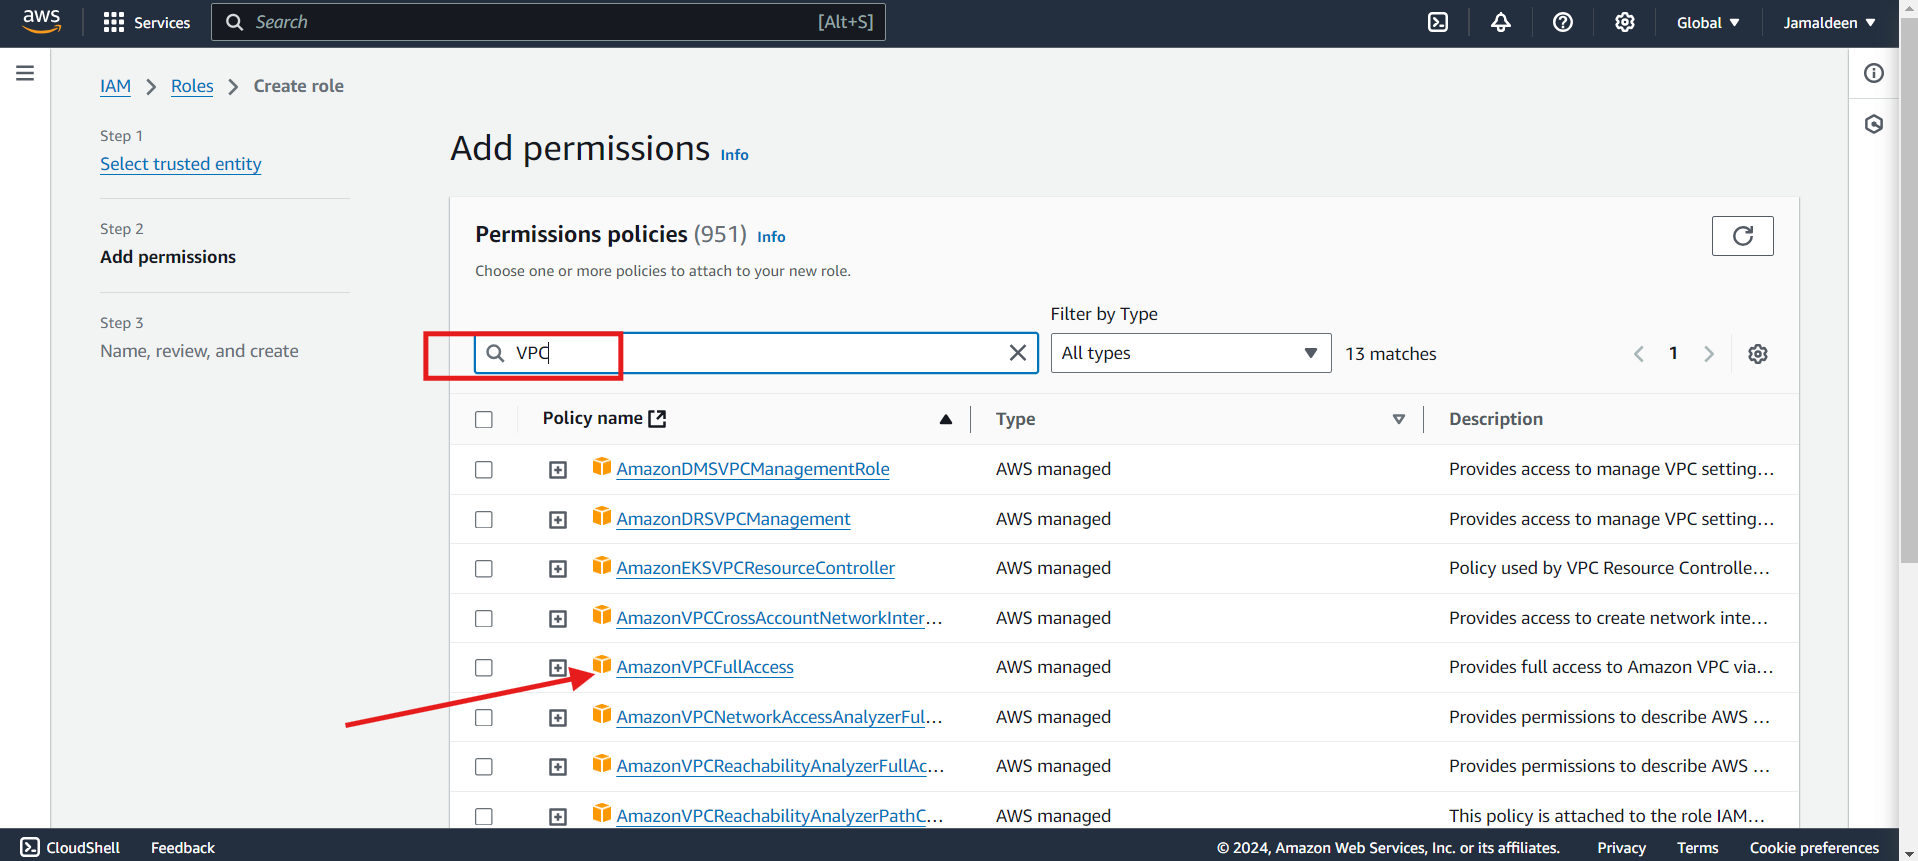 aws Services Search [Alt+S] Global Jamaldeen
IAM Roles Create role
Step 1
Select trusted entity
Step 2
Add permissions
Step 3
Name, review, and create
Add permissions Info
Permissions policies (951) Info
Choose one or more policies to attach to your new role.
Filter by Type
VPC All types 13 matches 1
Policy name Type Description
AmazonDMSVPCManagementRole AWS managed Provides access to manage VPC setting...
AmazonDRSVPCManagement AWS managed Provides access to manage VPC setting...
AmazonEKSVPCResourceController AWS managed Policy used by VPC Resource Controlle...
AmazonVPCCrossAccountNetworkInter... AWS managed Provides access to create network inte...
AmazonVPCFullAccess AWS managed Provides full access to Amazon VPC via...
AmazonVPCNetworkAccessAnalyzerFul... AWS managed Provides permissions to describe AWS ...
AmazonVPCReachabilityAnalyzerFullAc... AWS managed Provides permissions to describe AWS ...
AmazonVPCReachabilityAnalyzerPathC... AWS managed This policy is attached to the role IAM...
CloudShell Feedback © 2024, Amazon Web Services, Inc. or its affiliates. Privacy Terms Cookie preferences